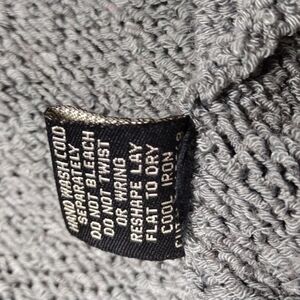 HAND WASH COLD
SEPARATELY
DO NOT BLEACH
DO NOT TWIST
OR WRING
RESHAPE LAY
FLAT TO DRY
COOL IRON